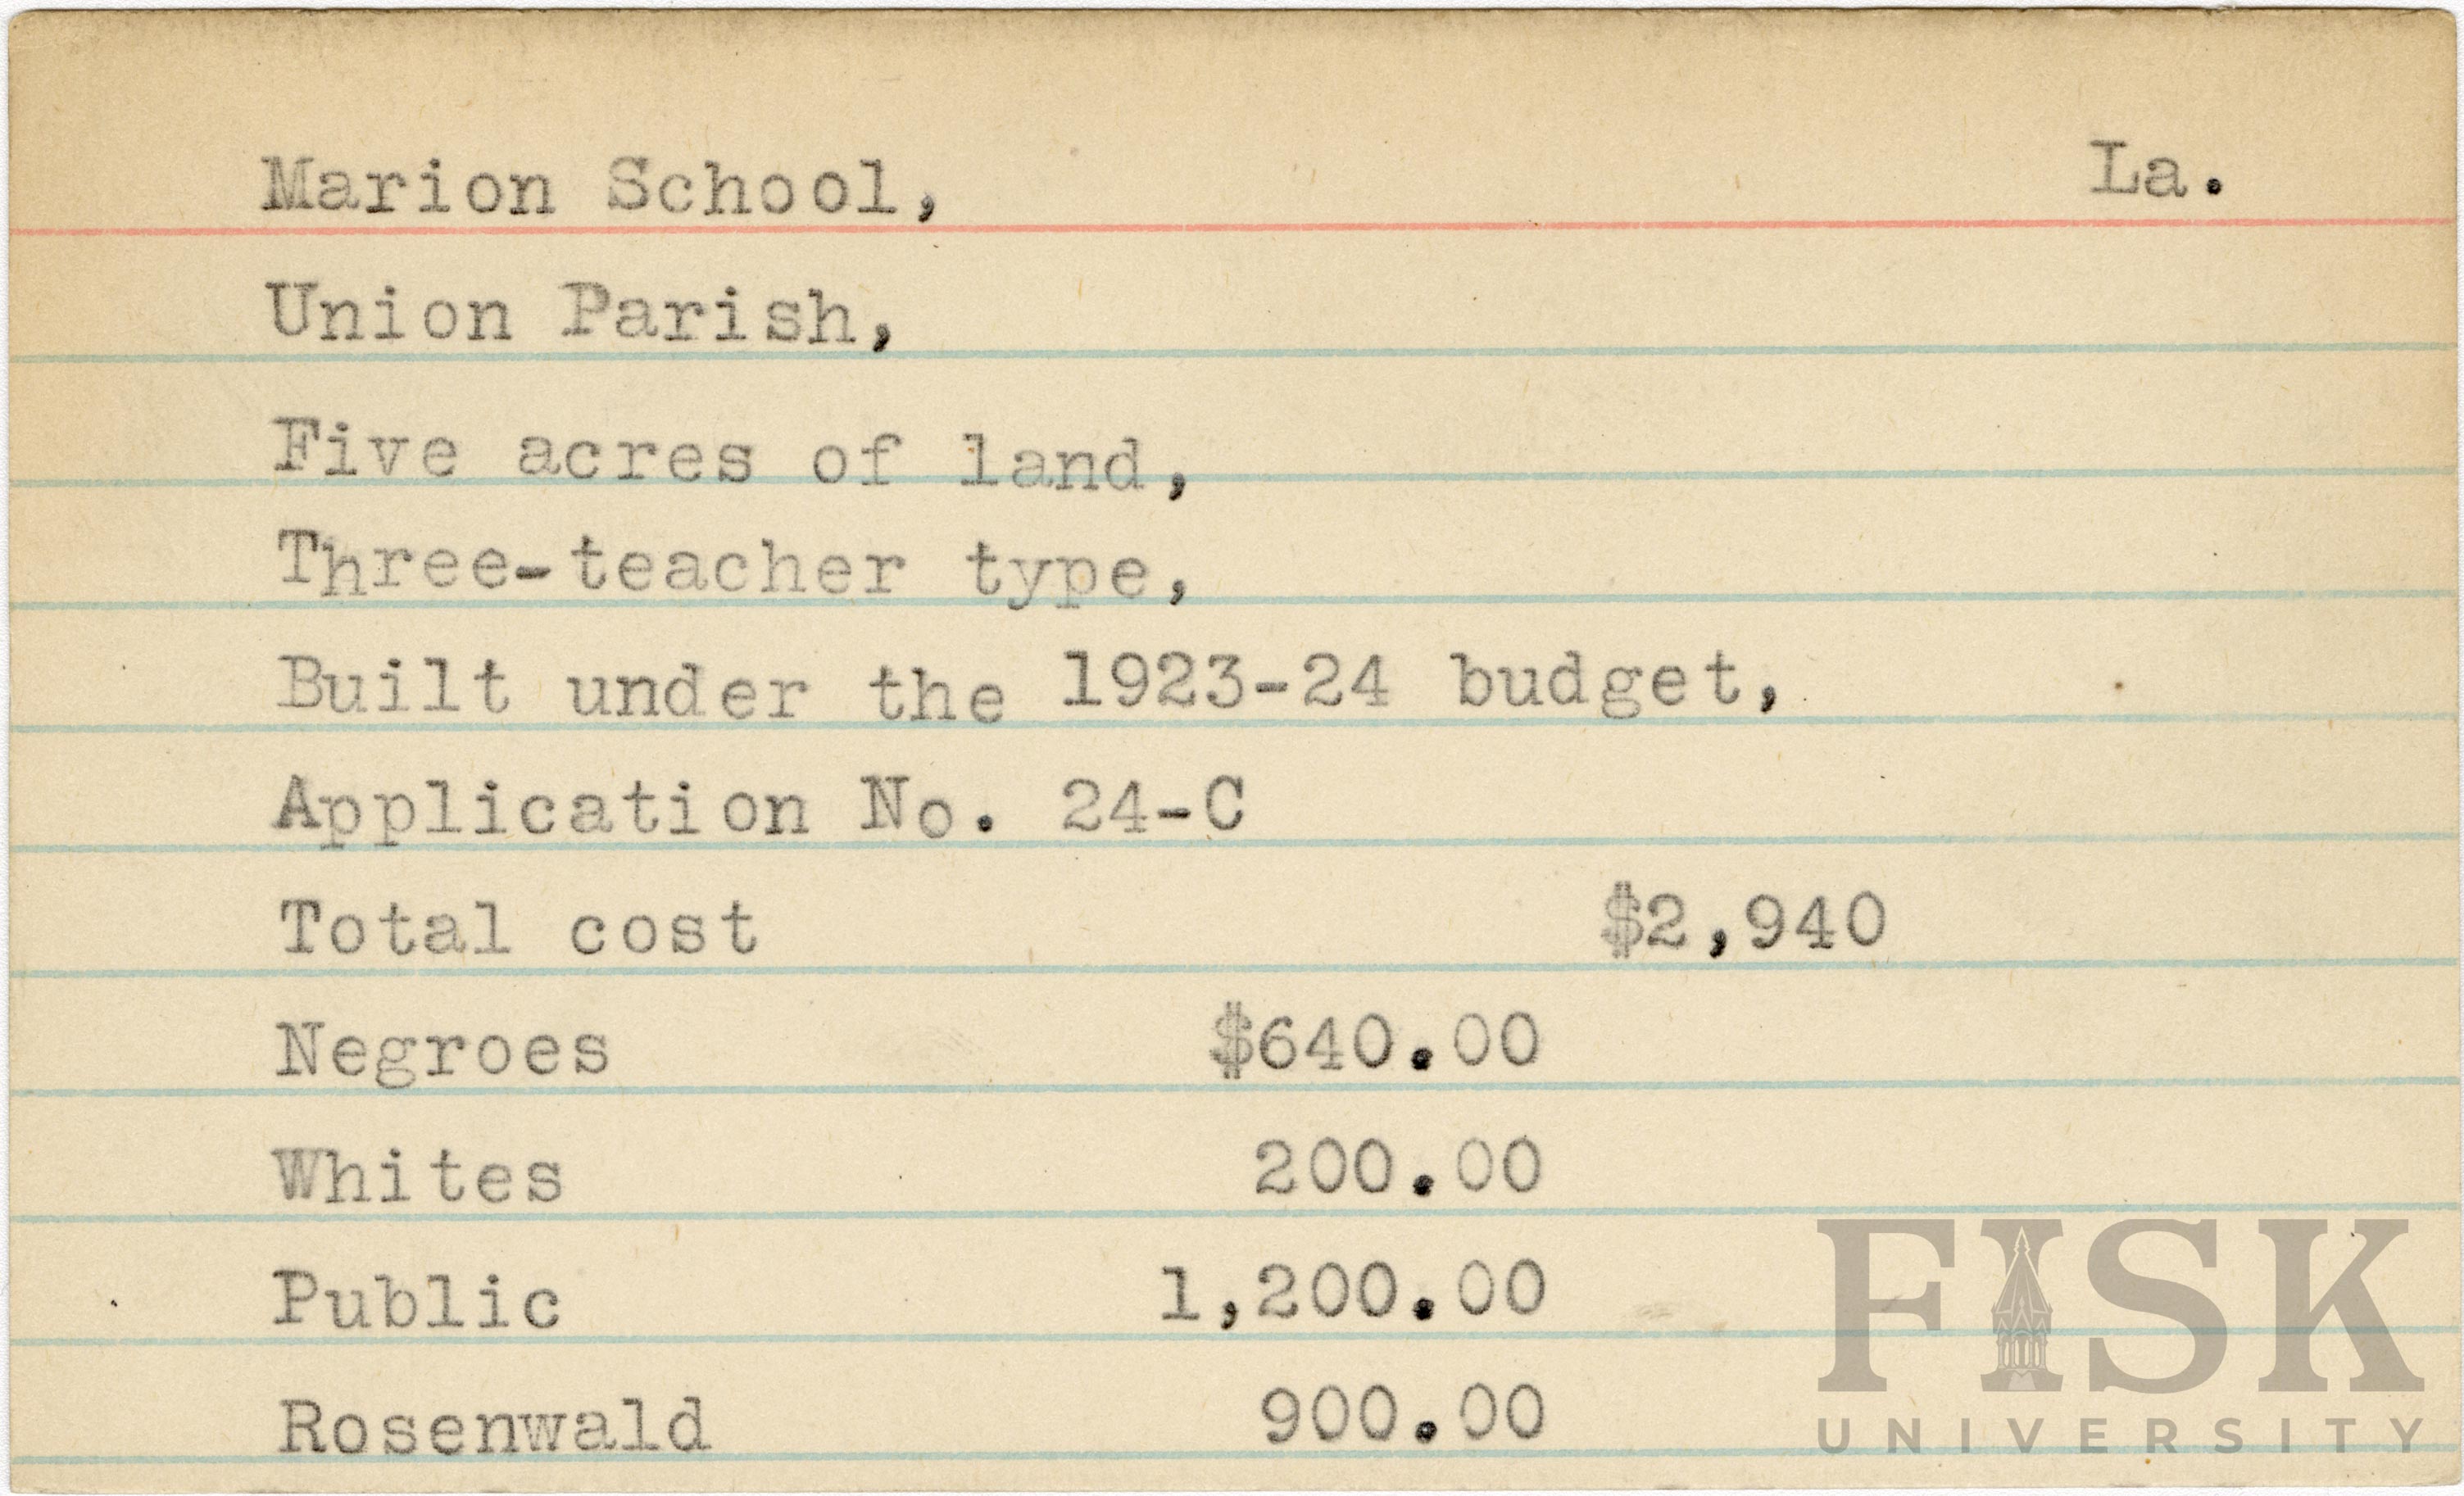 Marion School, La.
Union Parish,
Five acres of land,
Three-teacher type,
Built under the 1923-24 budget,
Application No. 24-C
Total cost $2,940
Negroes $640.00
Whites 200.00
Public 1,200.00
Rosenwald 900.00
FISK
UNIVERSITY